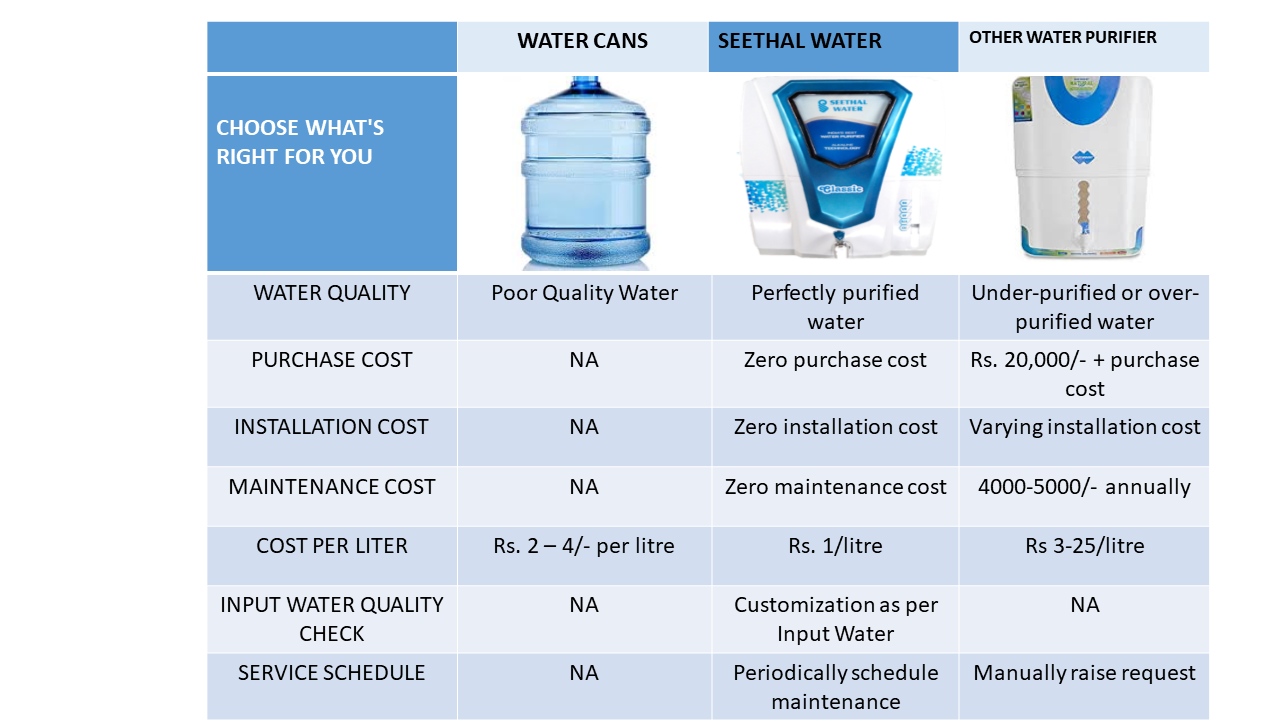 WATER CANS
SEETHAL WATER
OTHER WATER PURIFIER
CHOOSE WHAT'S
RIGHT FOR YOU
SEETHAL
WATER
WATER PURIFIER
TECHNOLOGY
Classic
NATURAL
WATER QUALITY
Poor Quality Water
Perfectly purified
water
Under-purified or over-
purified water
PURCHASE COST
NA
Zero purchase cost
Rs. 20,000/- + purchase
cost
INSTALLATION COST
NA
Zero installation cost
Varying installation cost
MAINTENANCE COST
NA
Zero maintenance cost
4000-5000/- annually
COST PER LITER
Rs. 2 – 4/- per litre
Rs. 1/litre
Rs 3-25/litre
INPUT WATER QUALITY
CHECK
NA
Customization as per
Input Water
NA
SERVICE SCHEDULE
NA
Periodically schedule
maintenance
Manually raise request